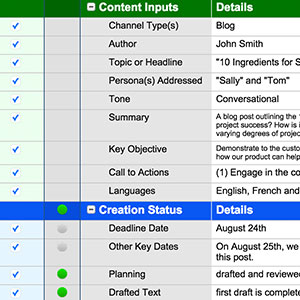 Content Inputs Details
Channel Type(s) Blog
Author John Smith
Topic or Headline "10 Ingredients for S
Persona(s) Addressed "Sally" and "Tom"
Tone Conversational
Summary A blog post outlining the
project success? How is i
varying degrees of projec
Key Objective Demonstrate to the custo
how our product can help
Call to Actions (1) Engage in the co
Languages English, French and
Creation Status Details
Deadline Date August 24th
Other Key Dates On August 25th, we
this post.
Planning drafted and reviewe
Drafted Text first draft is complet